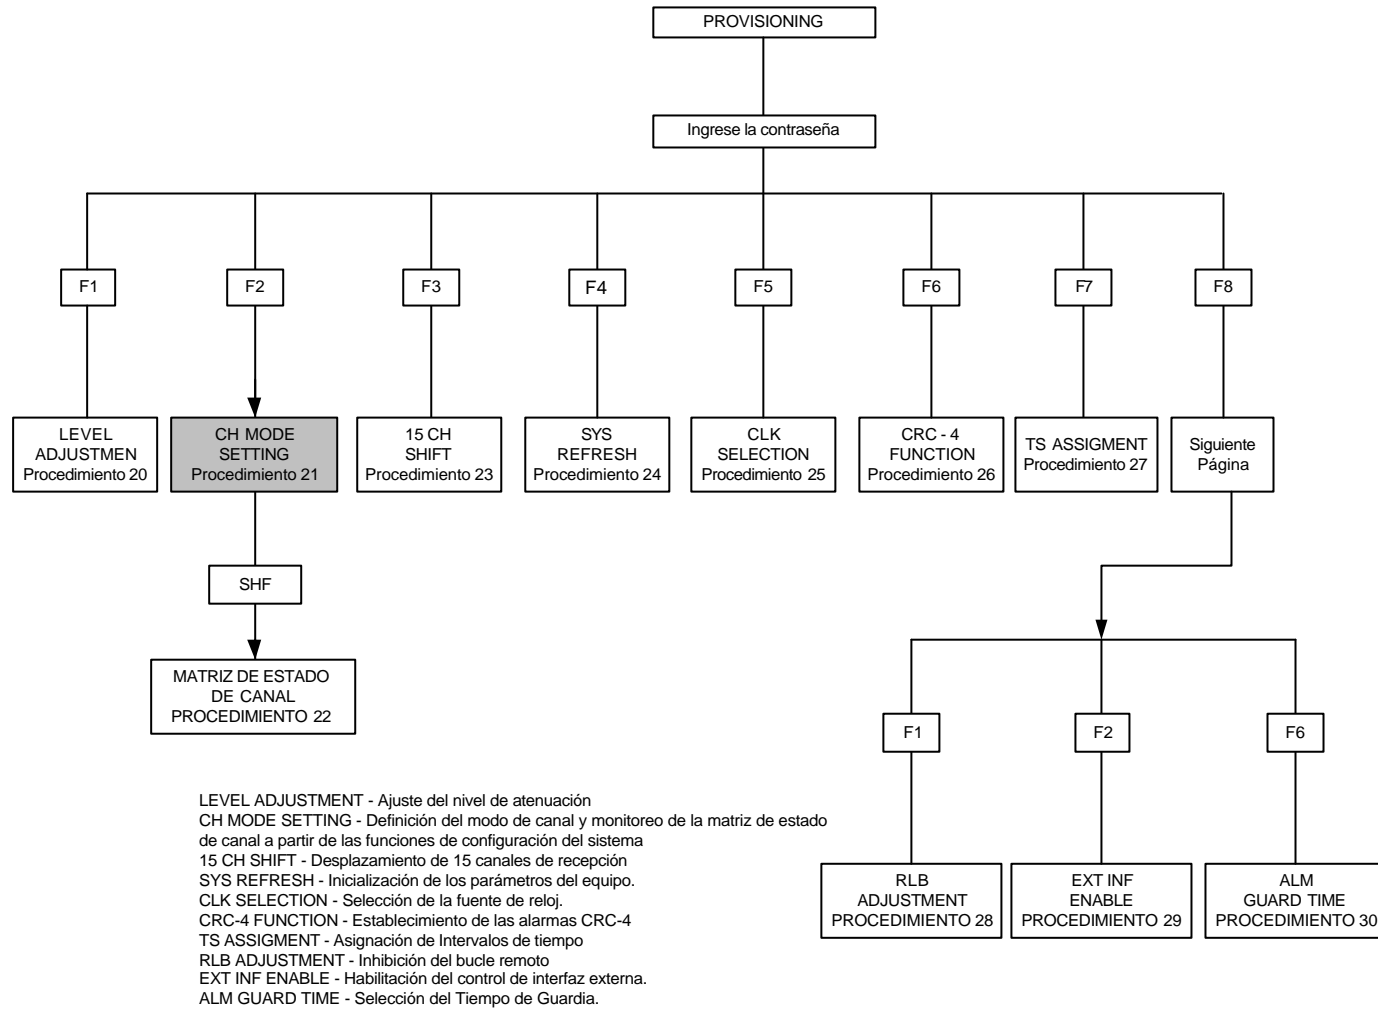 PROVISIONING
Ingrese la contraseña
F1
F2
F3
F4
F5
F6
F7
F8
LEVEL
ADJUSTMEN
Procedimiento 20
CH MODE
SETTING
Procedimiento 21
15 CH
SHIFT
Procedimiento 23
SYS
REFRESH
Procedimiento 24
CLK
SELECTION
Procedimiento 25
CRC - 4
FUNCTION
Procedimiento 26
TS ASSIGMENT
Procedimiento 27
Siguiente
Página
SHF
MATRIZ DE ESTADO
DE CANAL
PROCEDIMIENTO 22
F1
F2
F6
RLB
ADJUSTMENT
PROCEDIMIENTO 28
EXT INF
ENABLE
PROCEDIMIENTO 29
ALM
GUARD TIME
PROCEDIMIENTO 30
LEVEL ADJUSTMENT - Ajuste del nivel de atenuación
CH MODE SETTING - Definición del modo de canal y monitoreo de la matriz de estado
de canal a partir de las funciones de configuración del sistema
15 CH SHIFT - Desplazamiento de 15 canales de recepción
SYS REFRESH - Inicialización de los parámetros del equipo.
CLK SELECTION - Selección de la fuente de reloj.
CRC-4 FUNCTION - Establecimiento de las alarmas CRC-4
TS ASSIGMENT - Asignación de Intervalos de tiempo
RLB ADJUSTMENT - Inhibición del bucle remoto
EXT INF ENABLE - Habilitación del control de interfaz externa.
ALM GUARD TIME - Selección del Tiempo de Guardia.